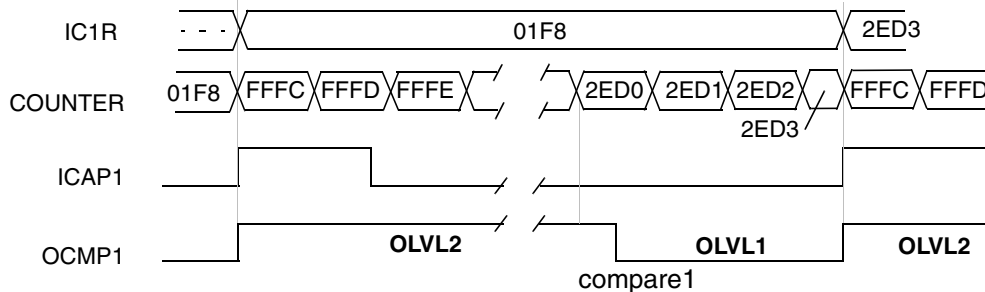 IC1R - - - 01F8 2ED3
COUNTER 01F8 FFFC FFFD FFFE 2ED0 2ED1 2ED2 FFFC FFFD
2ED3
ICAP1
OCMP1 OLVL2 OLVL1 OLVL2
compare1